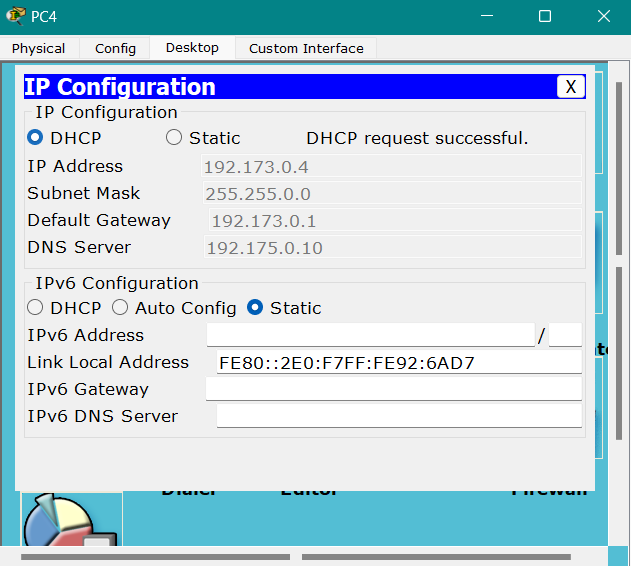 PC4
Physical Config Desktop Custom Interface
IP Configuration X
IP Configuration
DHCP Static DHCP request successful.
IP Address 192.173.0.4
Subnet Mask 255.255.0.0
Default Gateway 192.173.0.1
DNS Server 192.175.0.10
IPv6 Configuration
DHCP Auto Config Static
IPv6 Address /
Link Local Address FE80::2E0:F7FF:FE92:6AD7
IPv6 Gateway
IPv6 DNS Server
Dialer Editor Firewall